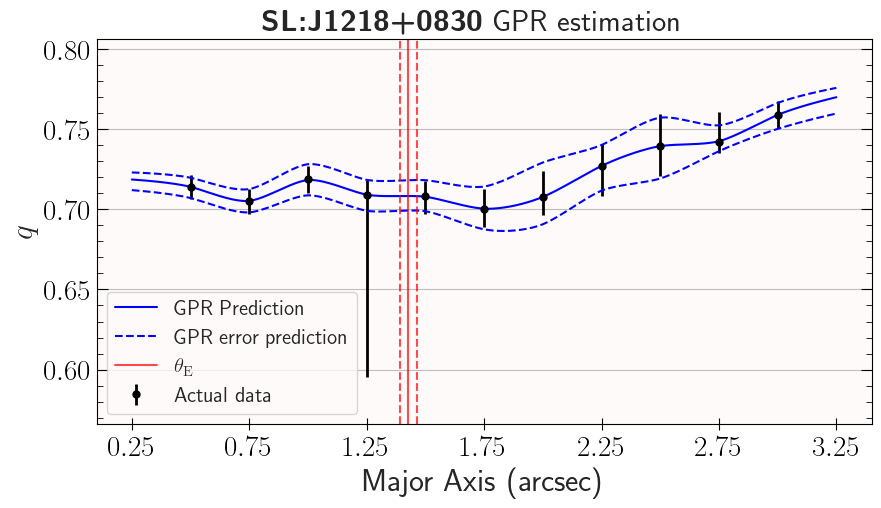 SL:J1218+0830 GPR estimation
0.80
0.75
0.70
0.65
0.60
q
GPR Prediction
GPR error prediction
θE
Actual data
0.25 0.75 1.25 1.75 2.25 2.75 3.25
Major Axis (arcsec)